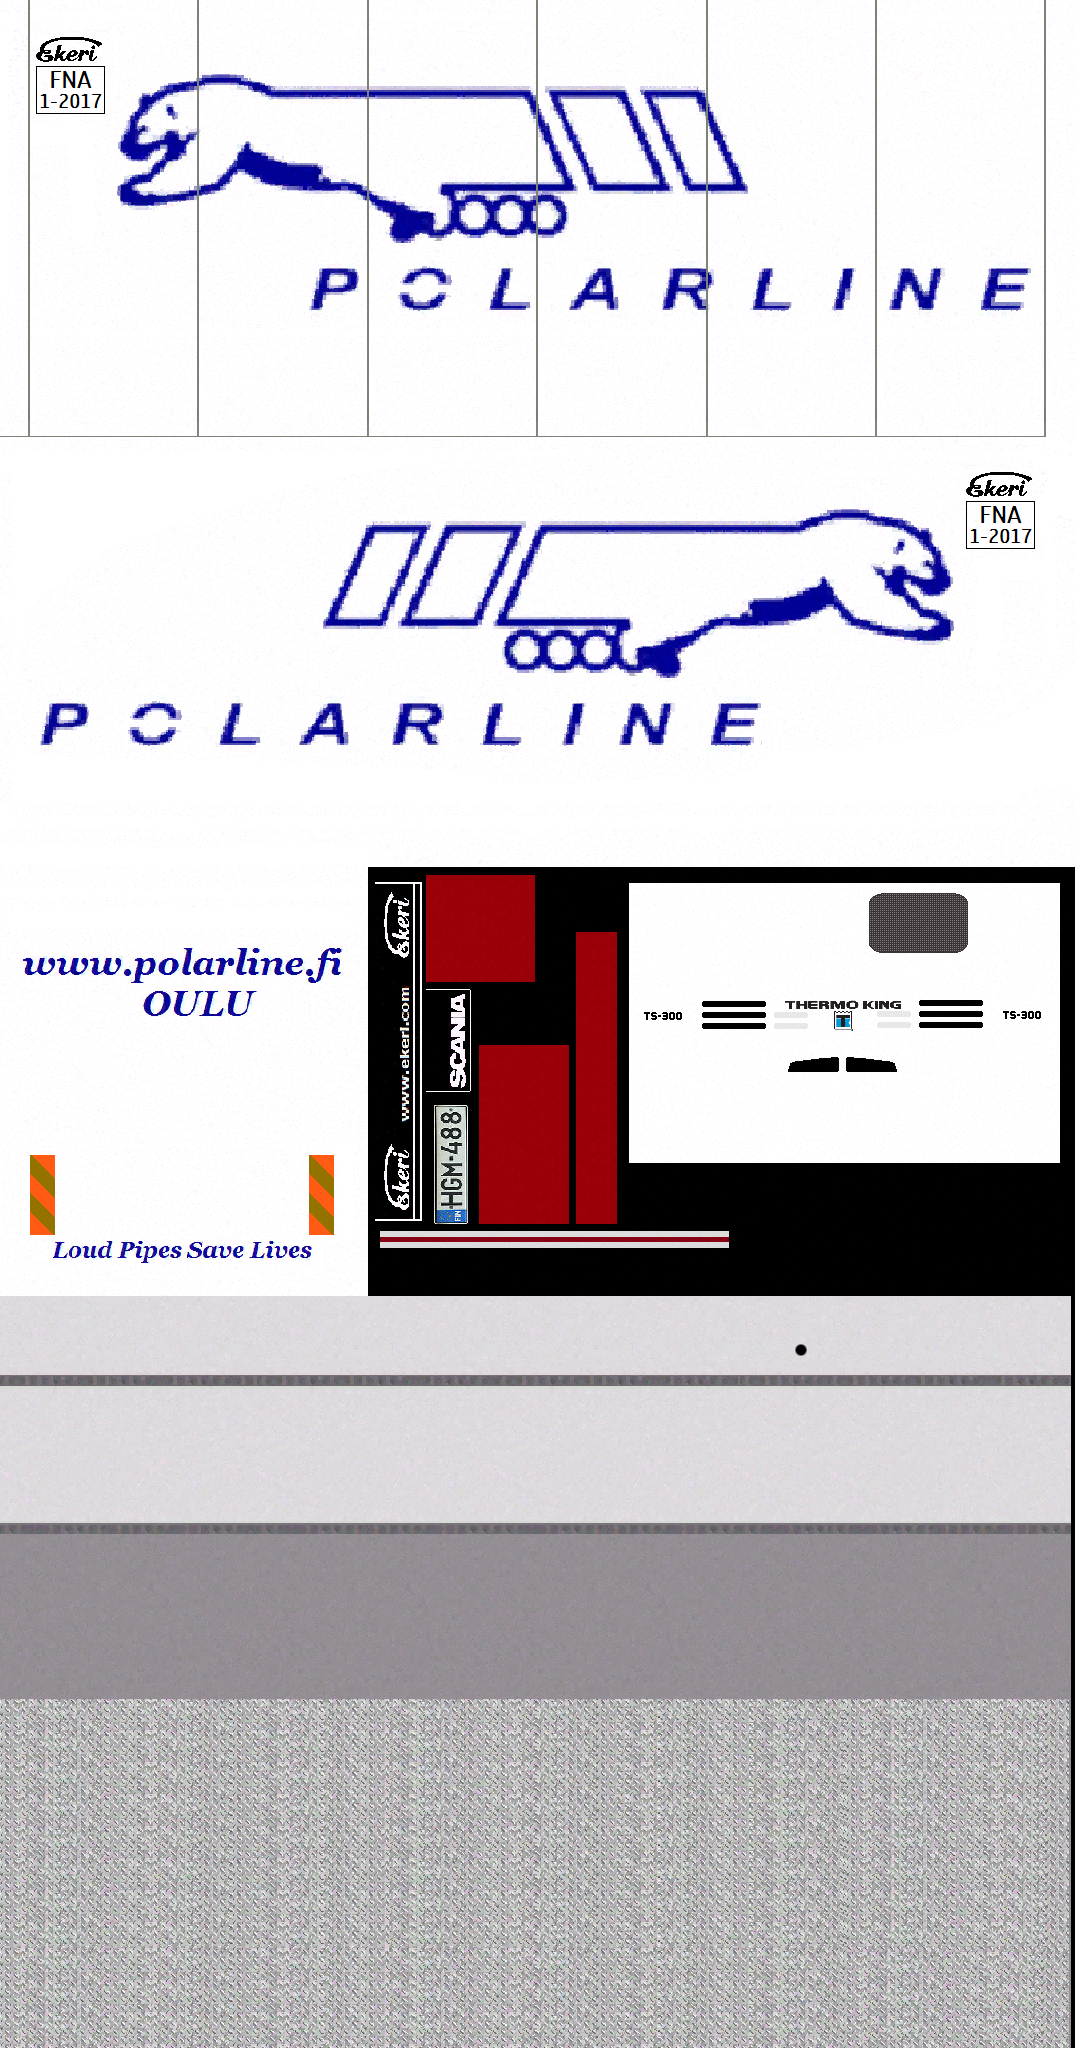 Ekeri
FNA
1-2017
POLARLINE
Ekeri
FNA
1-2017
POLARLINE
www.polarline.fi
OULU
Loud Pipes Save Lives
Ekeri
www.ekeri.com
Ekeri
SCANIA
HGM-488
FIN
THERMO KING
TS-300
TS-300